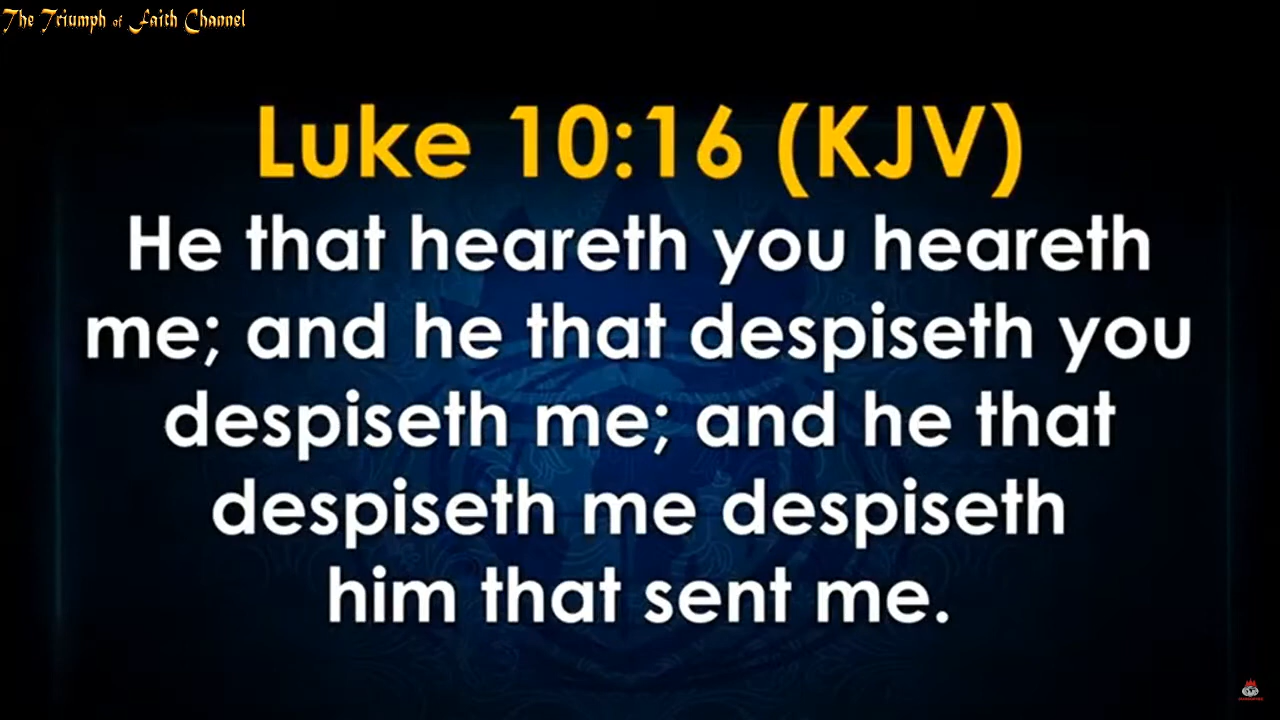 The Triumph of Faith Channel
Luke 10:16 (KJV)
He that heareth you heareth
me; and he that despiseth you
despiseth me; and he that
despiseth me despiseth
him that sent me.